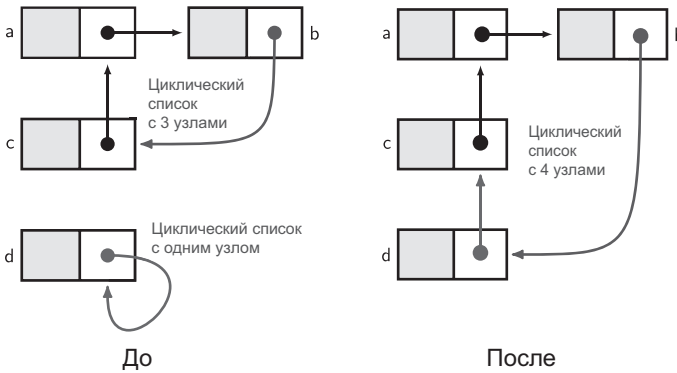 a
b
Циклический
список
с 3 узлами
c
Циклический список
с одним узлом
d
До
a
Циклический
список
с 4 узлами
c
d
После